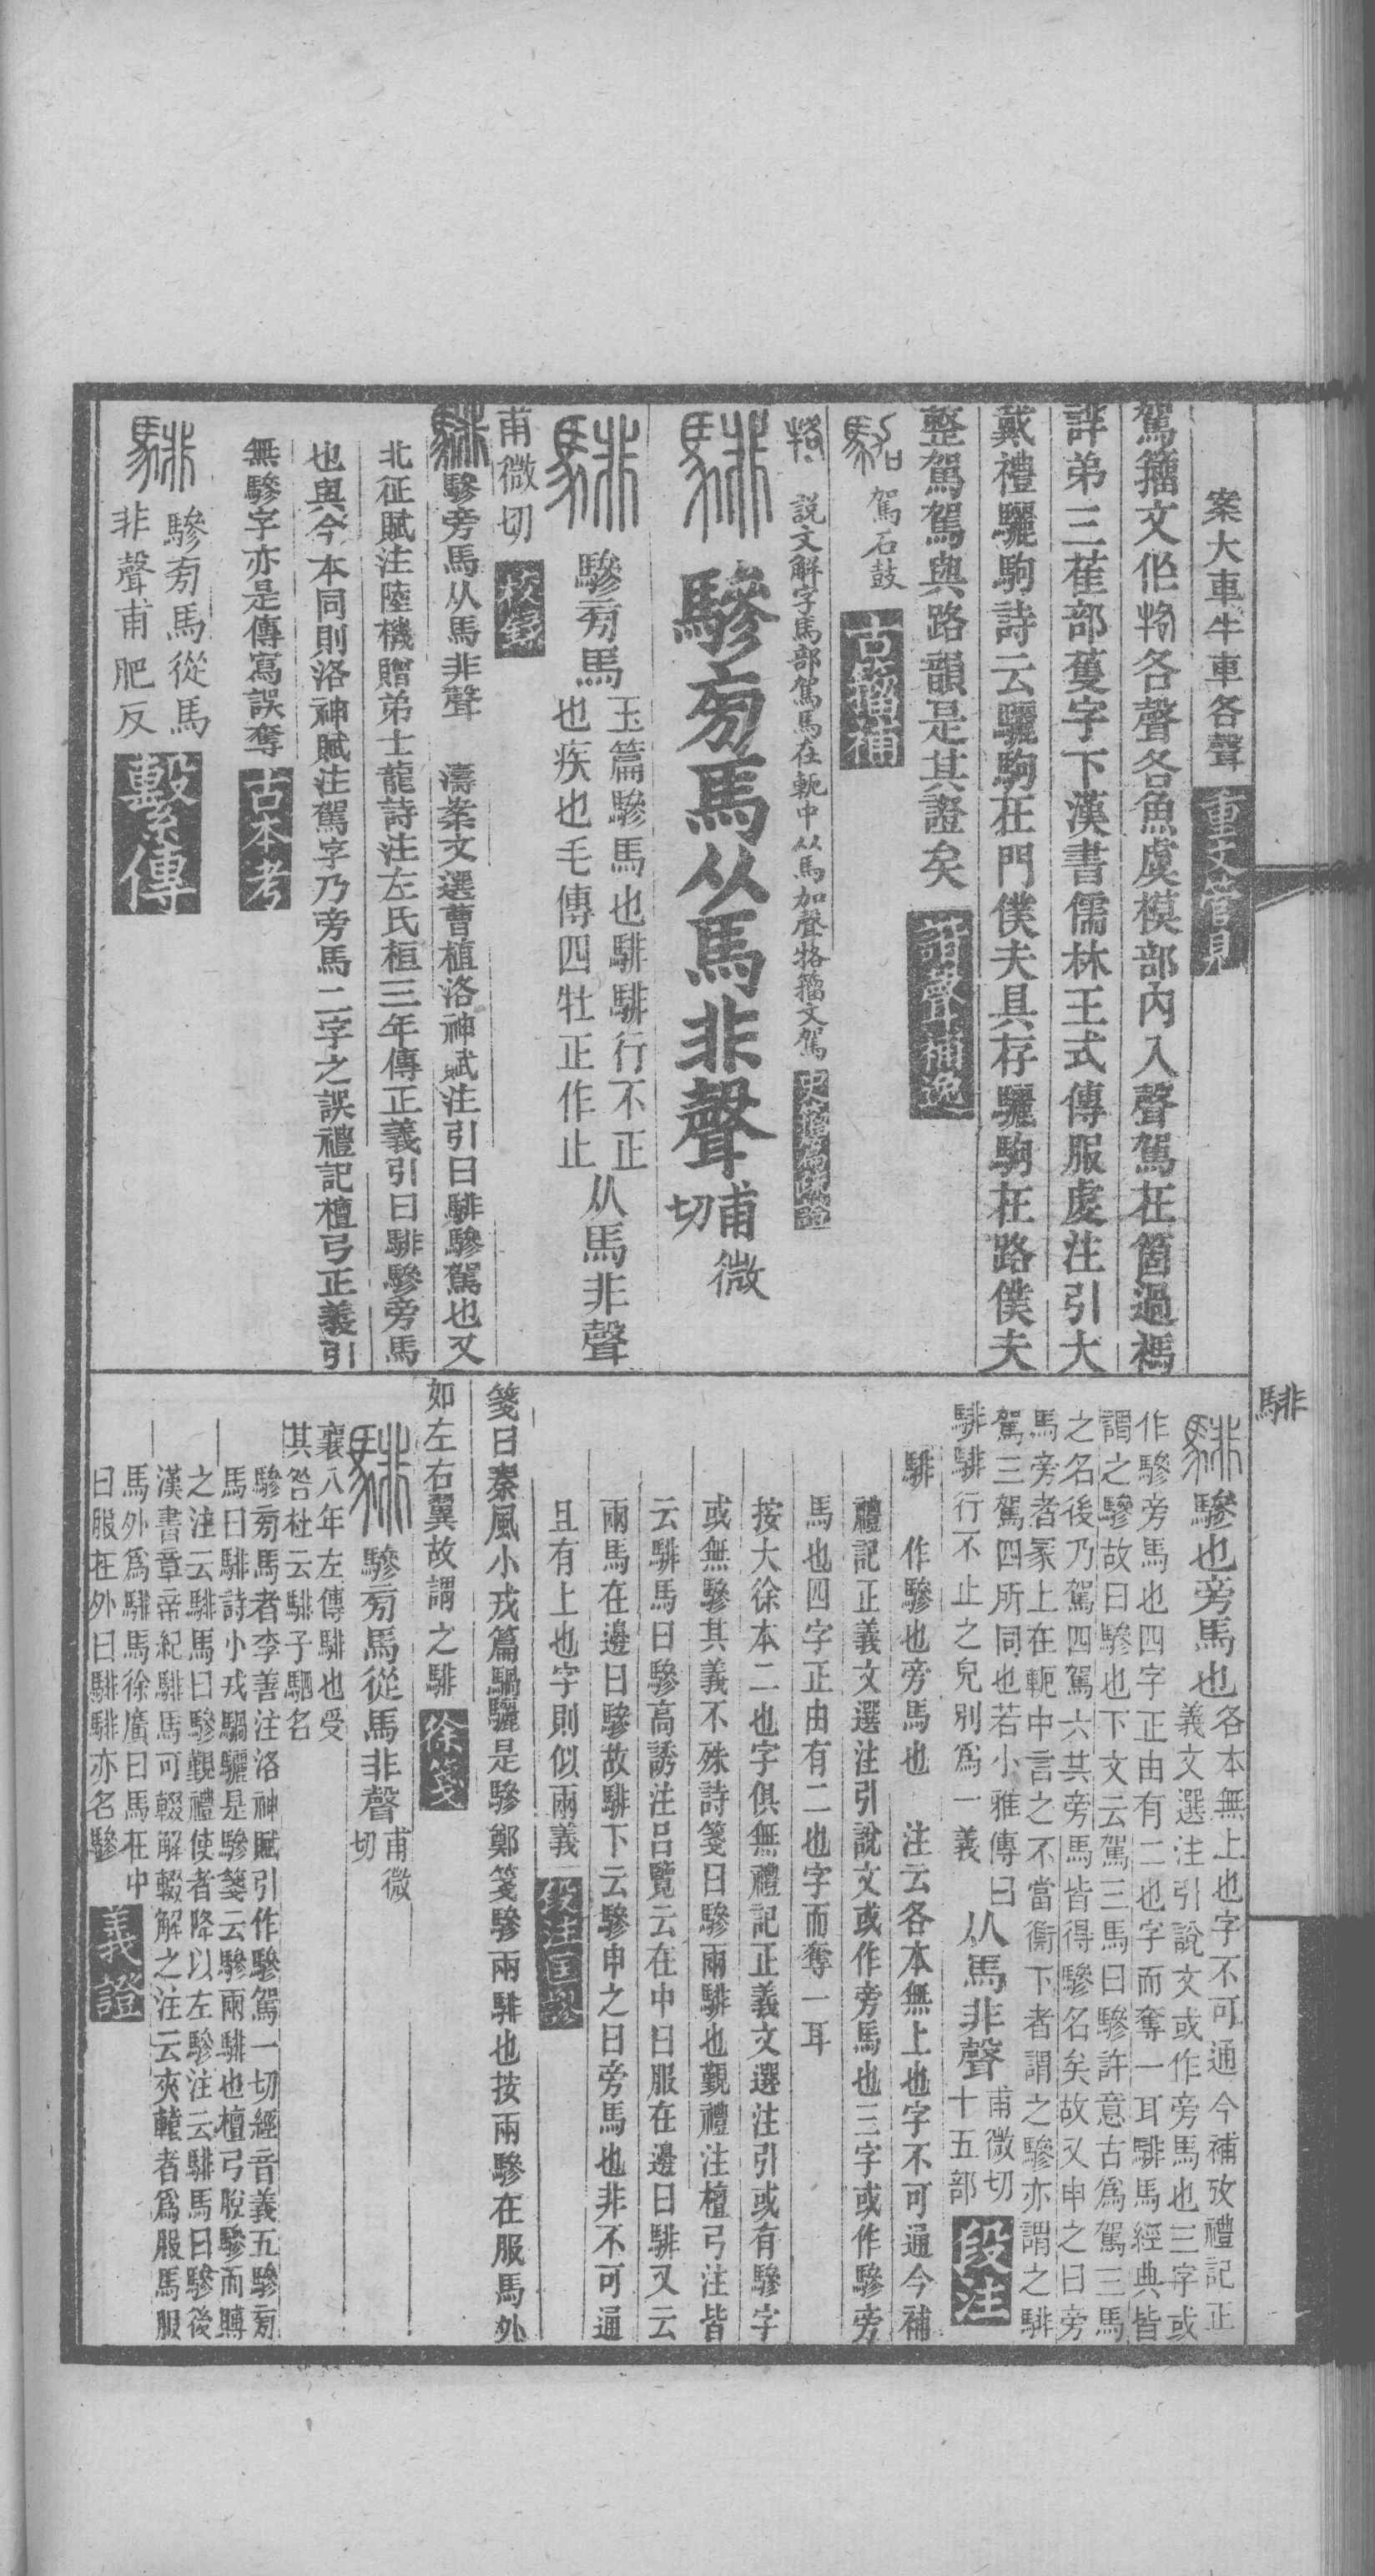 案大車牛車各聲 重文管見
駕籀文作牱各聲各魚虞模部內入聲駕在箇過禡
詳弟三萑部蒦字下漢書儒林王式傳服虔注引大
戴禮驪駒詩云驪駒在門僕夫具存驪駒在路僕夫
整駕駕與路韻是其證矣 諧聲補逸
駕石鼓 古籀補
說文解字馬部駕馬在軛中从馬加聲㹿籀文駕 史籀篇疏證
騑 驂旁馬从馬非聲 甫微切
騑 驂旁馬 玉篇驂馬也騑騑行不正
也疾也毛傳四牡正作止 从馬非聲
甫微切 校錄
騑驂旁馬从馬非聲 濤案文選曹植洛神賦注引曰騑驂駕也又
北征賦注陸機贈弟士龍詩注左氏桓三年傳正義引曰騑驂旁馬
也與今本同則洛神賦注駕字乃旁馬二字之誤禮記檀弓正義引
無驂字亦是傳寫誤奪 古本考
騑 驂旁馬從馬
非聲甫肥反 繫傳
騑
騑 驂也旁馬也 各本無上也字不可通今補攷禮記正
義文選注引說文或作旁馬也三字或
作驂旁馬也四字正由有二也字而奪一耳騑馬經典皆
謂之驂故曰驂也下文云駕三馬曰驂許意古爲駕三馬
之名後乃駕四駕六其旁馬皆得驂名矣故又申之曰旁
馬旁者冡上在軛中言之不當衡下者謂之驂亦謂之騑
駕三駕四所同也若小雅傳曰
騑騑行不止之皃別爲一義 从馬非聲 甫微切
十五部 段注
騑 作驂也旁馬也 注云各本無上也字不可通今補
禮記正義文選注引說文或作旁馬也三字或作驂旁
馬也四字正由有二也字而奪一耳
按大徐本二也字俱無禮記正義文選注引或有驂字
或無驂其義不殊詩箋曰驂兩騑也覲禮注檀弓注皆
云騑馬曰驂高誘注呂覽云在中曰服在邊曰騑又云
兩馬在邊曰驂故騑下云驂申之曰旁馬也非不可通
且有上也字則似兩義 段注匡謬
箋曰秦風小戎篇騧驪是驂鄭箋驂兩騑也按兩驂在服馬外
如左右翼故謂之騑 徐箋
騑 驂旁馬從馬非聲 甫微
切
襄八年左傳騑也受
其咎杜云騑子駟名
驂旁馬者李善注洛神賦引作驂駕一切經音義五驂旁
馬曰騑詩小戎騧驪是驂箋云驂兩騑也檀弓脫驂而賻
之注云騑馬曰驂覲禮使者降以左驂注云騑馬曰驂後
漢書章帝紀騑馬可輟解輟解之注云夾轅者爲服馬服
馬外爲騑馬徐廣曰馬在中
曰服在外曰騑騑亦名驂 義證